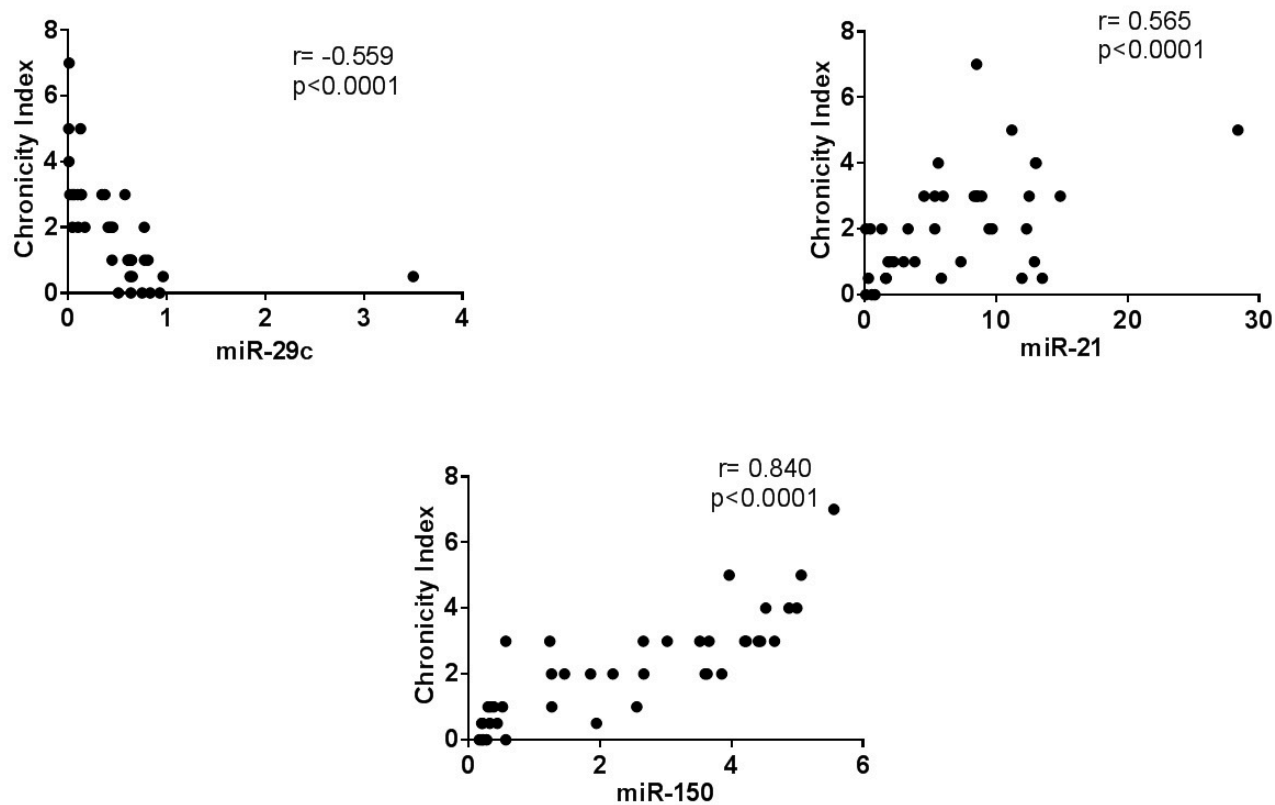 r= -0.559
p<0.0001
Chronicity Index
8
6
4
2
0
0 1 2 3 4
miR-29c
r= 0.565
p<0.0001
Chronicity Index
8
6
4
2
0
0 10 20 30
miR-21
r= 0.840
p<0.0001
Chronicity Index
8
6
4
2
0
0 2 4 6
miR-150